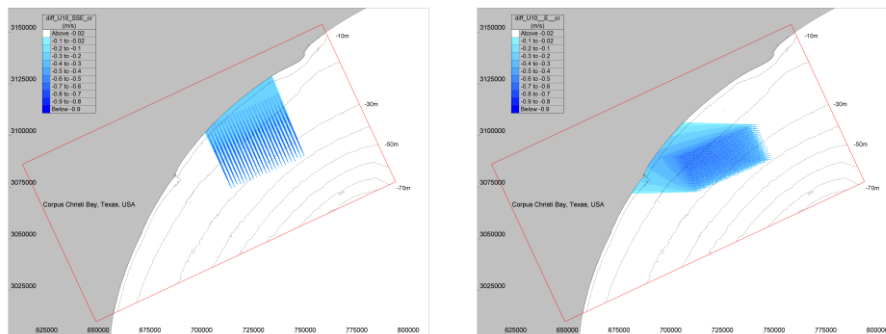 diff_U10_SSE_cr
(m/s)
Above -0.02
-0.1 to -0.02
-0.2 to -0.1
-0.3 to -0.2
-0.4 to -0.3
-0.5 to -0.4
-0.6 to -0.5
-0.7 to -0.6
-0.8 to -0.7
-0.9 to -0.8
Below -0.9
3150000
3125000
3100000
3075000
3050000
3025000
-10m
-30m
-50m
-70m
Corpus Christi Bay, Texas, USA
625000 650000 675000 700000 725000 750000 775000 800000
diff_U10__E__cr
(m/s)
Above -0.02
-0.1 to -0.02
-0.2 to -0.1
-0.3 to -0.2
-0.4 to -0.3
-0.5 to -0.4
-0.6 to -0.5
-0.7 to -0.6
-0.8 to -0.7
-0.9 to -0.8
Below -0.9
3150000
3125000
3100000
3075000
3050000
3025000
-10m
-30m
-50m
-70m
Corpus Christi Bay, Texas, USA
625000 650000 675000 700000 725000 750000 775000 800000